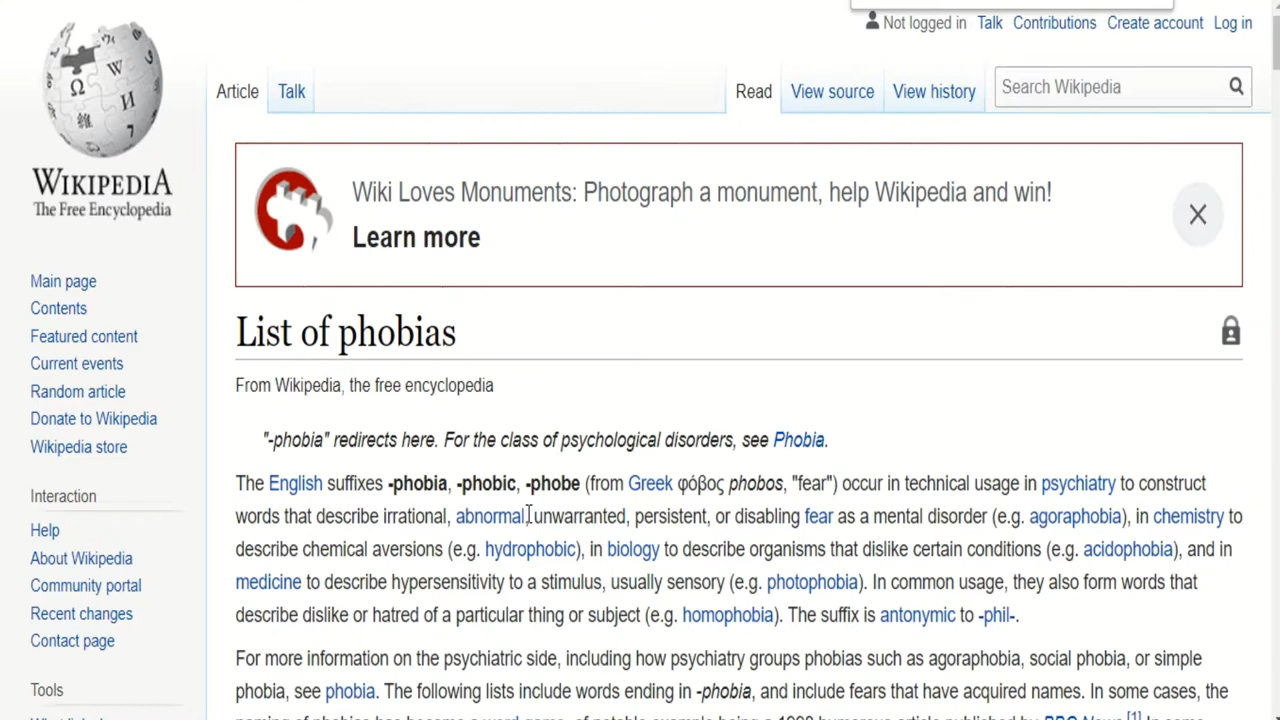 Not logged in Talk Contributions Create account Log in
Article Talk Read View source View history Search Wikipedia
WIKIPEDIA
The Free Encyclopedia
Wiki Loves Monuments: Photograph a monument, help Wikipedia and win!
Learn more
Main page
Contents
Featured content
Current events
Random article
Donate to Wikipedia
Wikipedia store
Interaction
Help
About Wikipedia
Community portal
Recent changes
Contact page
Tools
List of phobias
From Wikipedia, the free encyclopedia
"-phobia" redirects here. For the class of psychological disorders, see Phobia.
The English suffixes -phobia, -phobic, -phobe (from Greek φόβος phobos, "fear") occur in technical usage in psychiatry to construct
words that describe irrational, abnormal, unwarranted, persistent, or disabling fear as a mental disorder (e.g. agoraphobia), in chemistry to
describe chemical aversions (e.g. hydrophobic), in biology to describe organisms that dislike certain conditions (e.g. acidophobia), and in
medicine to describe hypersensitivity to a stimulus, usually sensory (e.g. photophobia). In common usage, they also form words that
describe dislike or hatred of a particular thing or subject (e.g. homophobia). The suffix is antonymic to -phil-.
For more information on the psychiatric side, including how psychiatry groups phobias such as agoraphobia, social phobia, or simple
phobia, see phobia. The following lists include words ending in -phobia, and include fears that have acquired names. In some cases, the